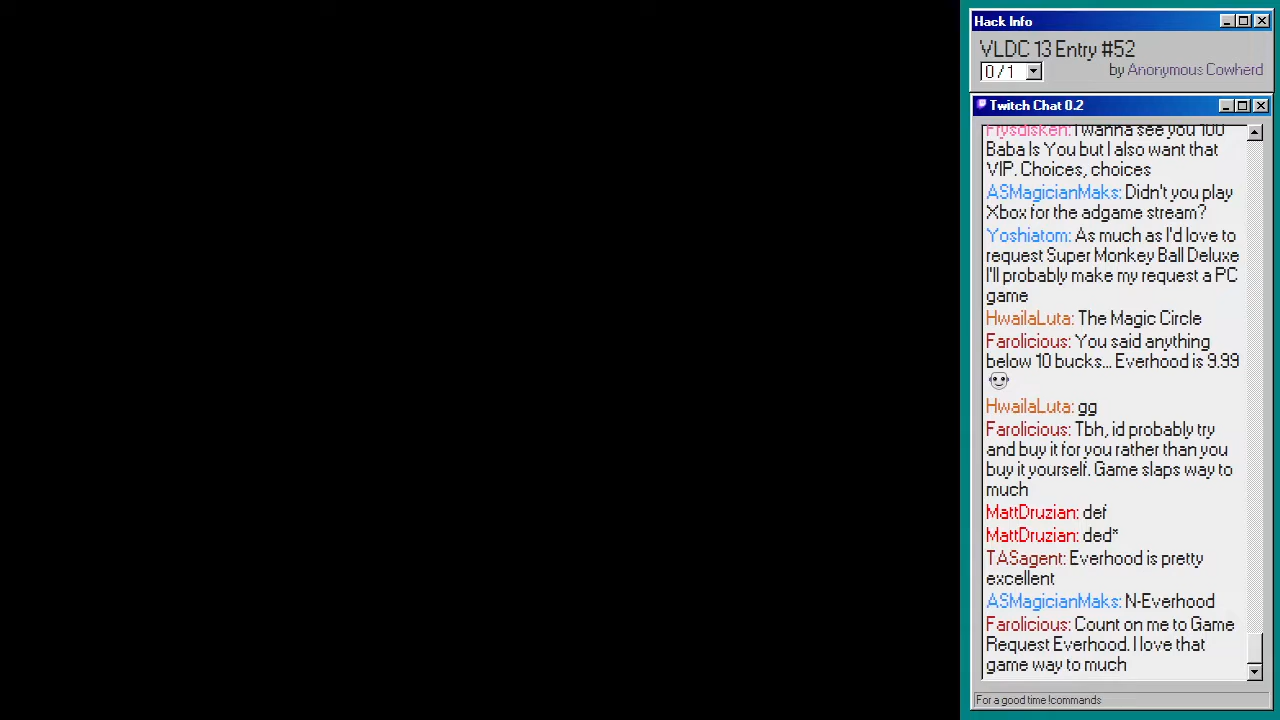 Hack Info
VLDC 13 Entry #52
0/1
by Anonymous Cowherd
Twitch Chat 0.2
Frysdisken: I wanna see you 100
Baba Is You but I also want that
VIP. Choices, choices
ASMagicianMaks: Didn't you play
Xbox for the adgame stream?
Yoshiatom: As much as I'd love to
request Super Monkey Ball Deluxe
I'll probably make my request a PC
game
HwailaLuta: The Magic Circle
Farolicious: You said anything
below 10 bucks... Everhood is 9.99
HwailaLuta: gg
Farolicious: Tbh, id probably try
and buy it for you rather than you
buy it yourself. Game slaps way to
much
MattDruzian: def
MattDruzian: ded*
TASagent: Everhood is pretty
excellent
ASMagicianMaks: N-Everhood
Farolicious: Count on me to Game
Request Everhood. I love that
game way to much
For a good time !commands